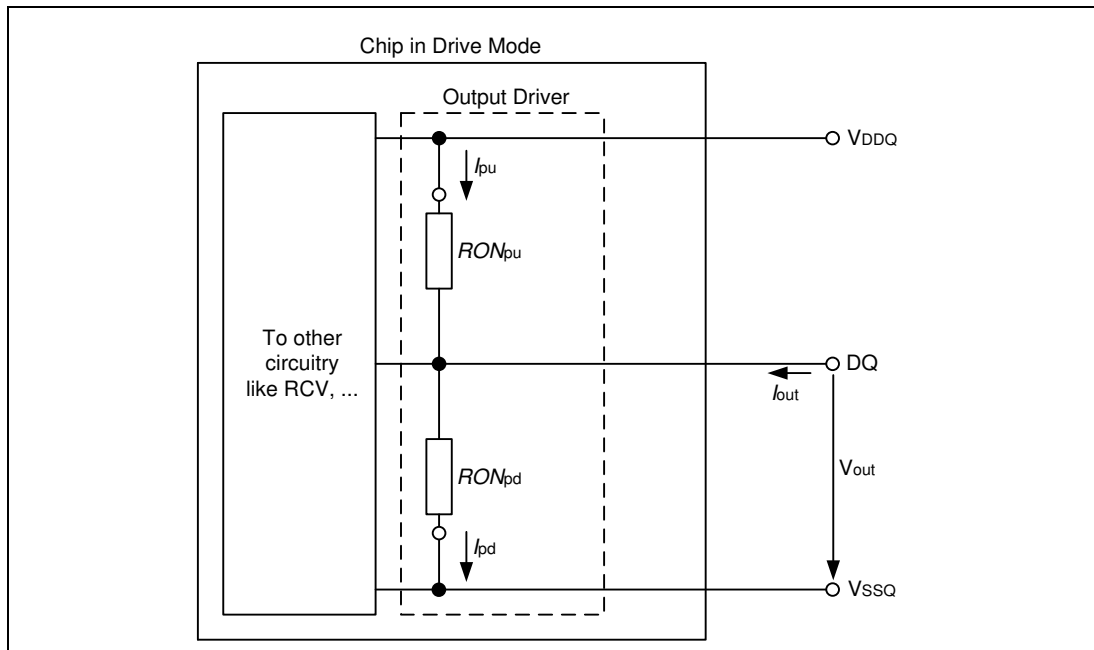 Chip in Drive Mode
Output Driver
VDDQ
Ipu
RONpu
To other
circuitry
like RCV, ...
DQ
Iout
RONpd
Vout
Ipd
VSSQ